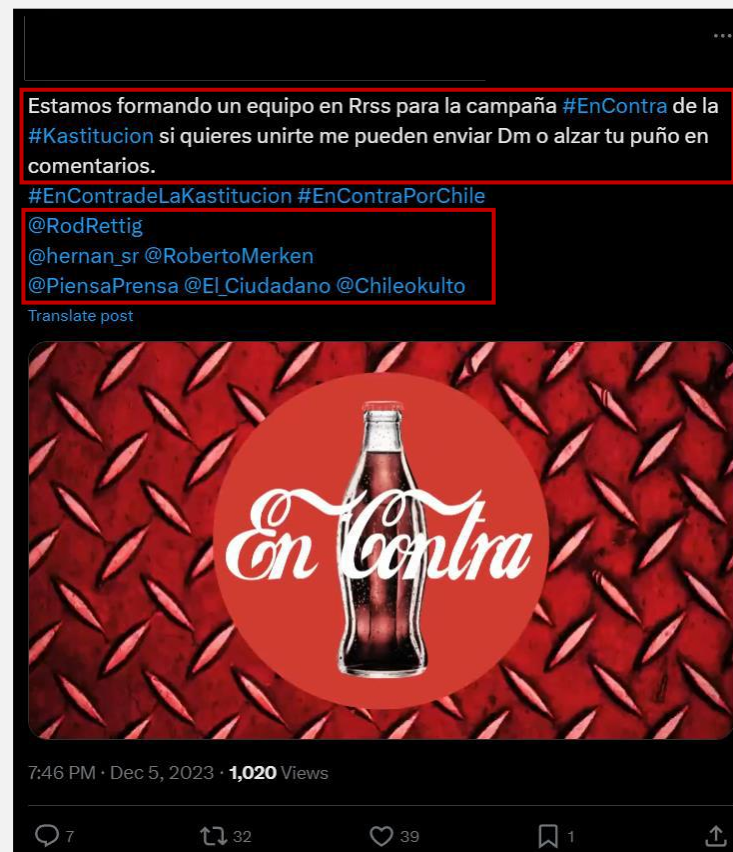 Estamos formando un equipo en Rrss para la campaña #EnContra de la
#Kastitucion si quieres unirte me pueden enviar Dm o alzar tu puño en
comentarios.
#EnContradeLaKastitucion #EnContraPorChile
@RodRettig
@hernan_sr @RobertoMerken
@PiensaPrensa @El_Ciudadano @Chileokulto
Translate post
En Contra
7:46 PM · Dec 5, 2023 · 1,020 Views
7 32 39 1